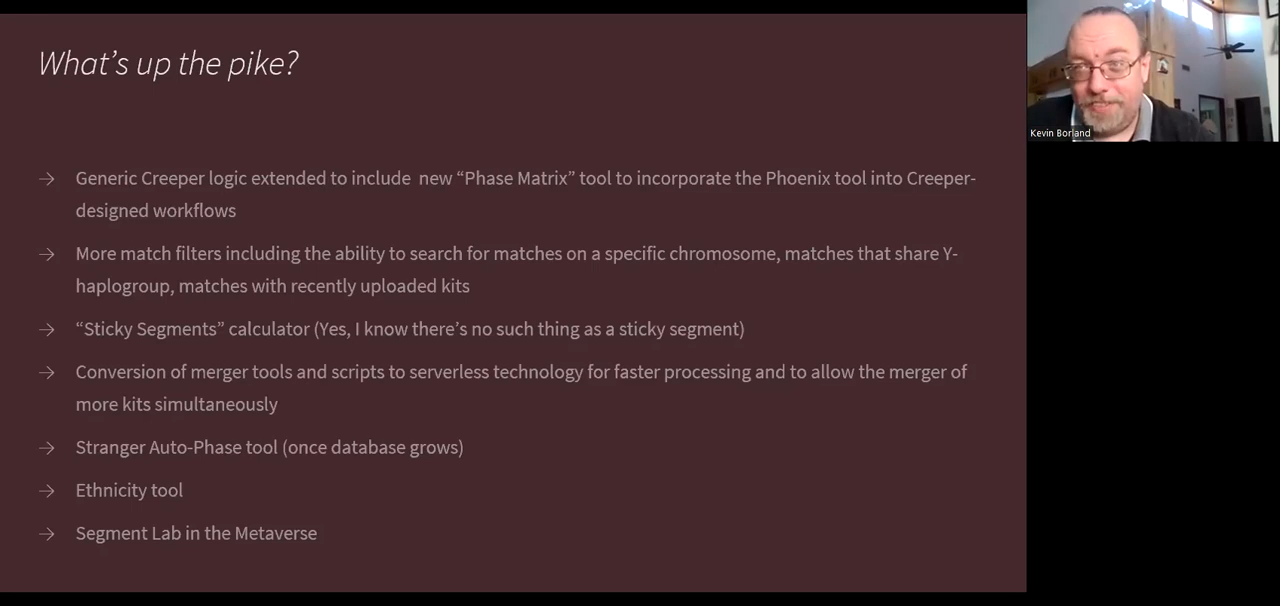 What's up the pike?
Kevin Borland
→ Generic Creeper logic extended to include  new “Phase Matrix” tool to incorporate the Phoenix tool into Creeper-
designed workflows
→ More match filters including the ability to search for matches on a specific chromosome, matches that share Y-
haplogroup, matches with recently uploaded kits
→ “Sticky Segments” calculator (Yes, I know there’s no such thing as a sticky segment)
→ Conversion of merger tools and scripts to serverless technology for faster processing and to allow the merger of
more kits simultaneously
→ Stranger Auto-Phase tool (once database grows)
→ Ethnicity tool
→ Segment Lab in the Metaverse